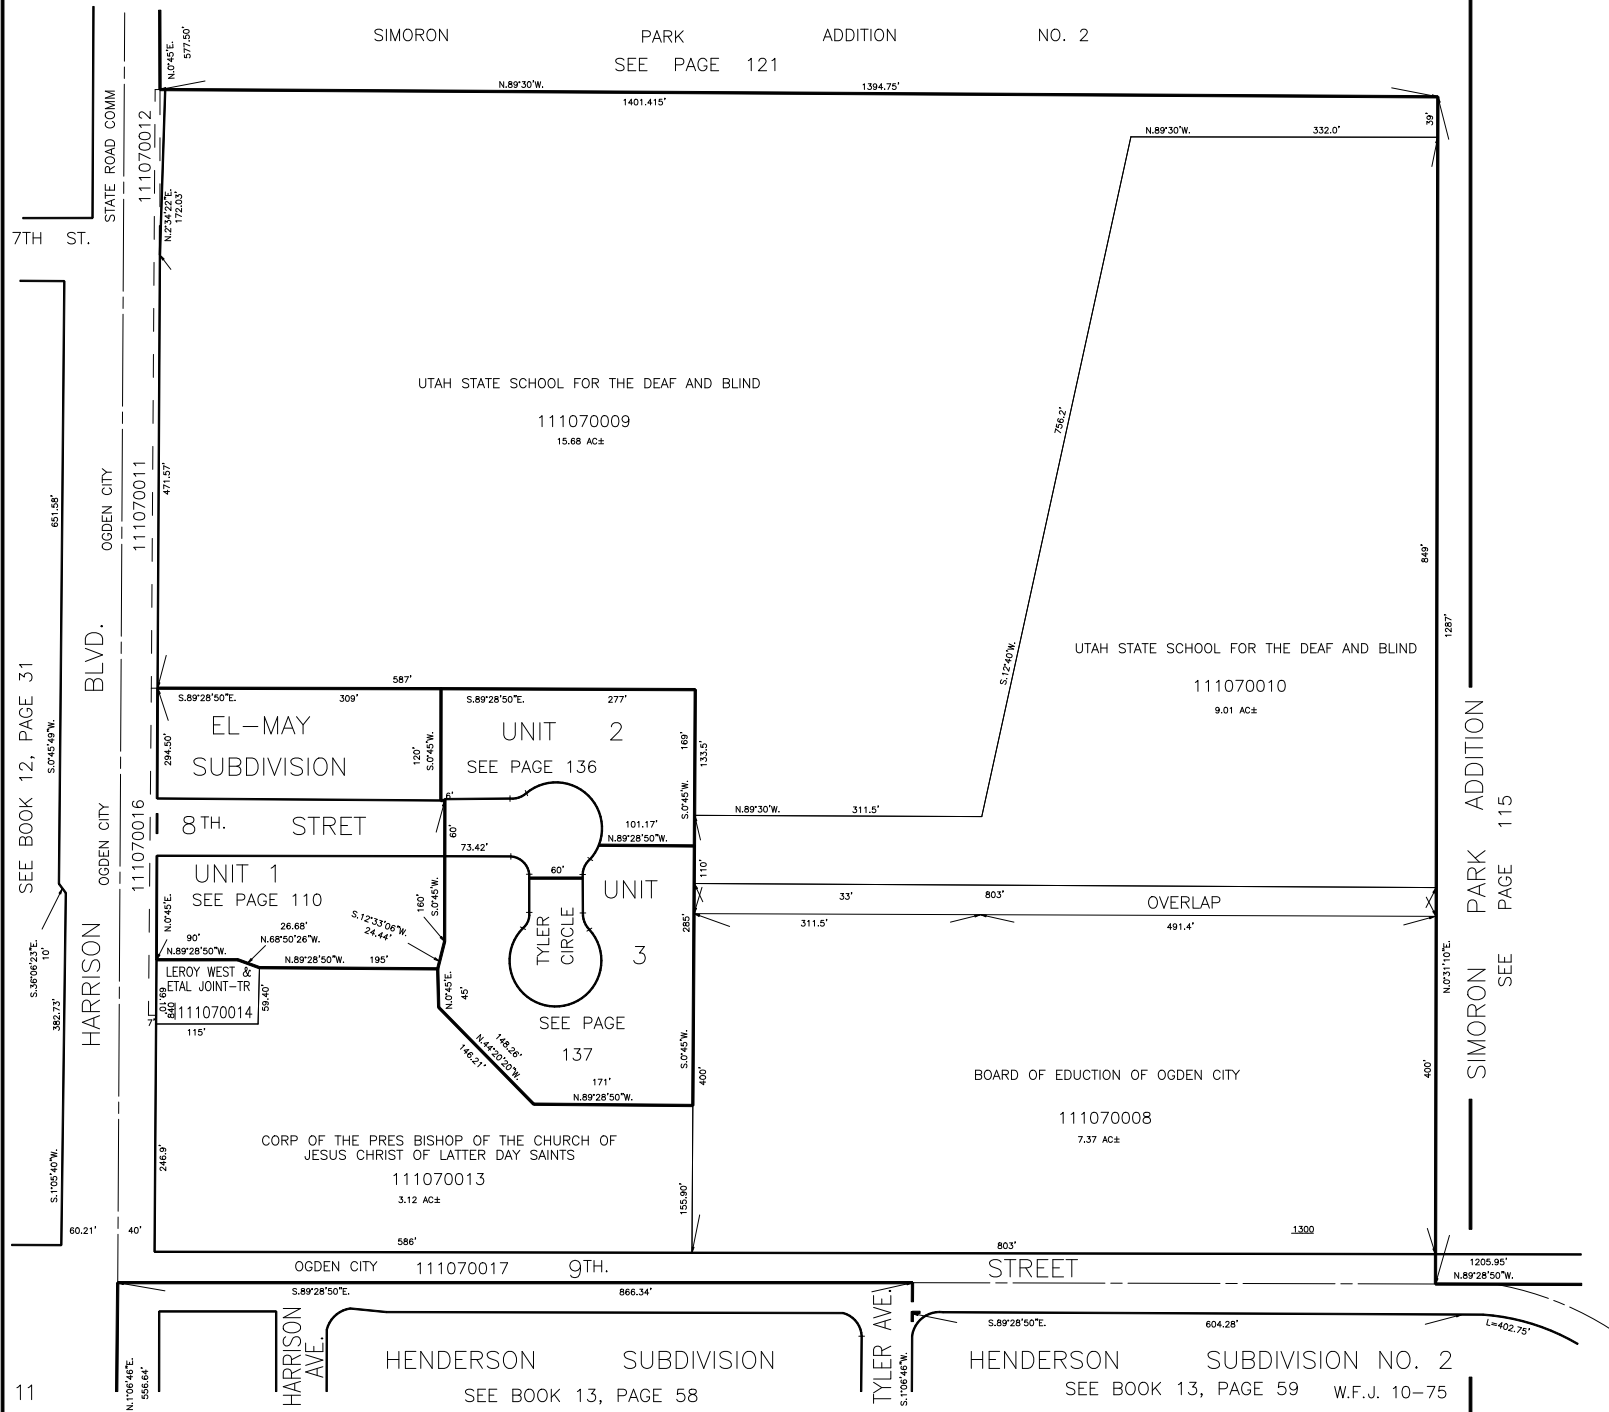 SIMORON PARK ADDITION NO. 2
SEE PAGE 121
N.0°45'E.
577.50'
N.89°30'W.
1394.75'
1401.415'
39'
N.89°30'W. 332.0'
STATE ROAD COMM
111070012
N.2°34'22"E.
172.03'
7TH ST.
UTAH STATE SCHOOL FOR THE DEAF AND BLIND
111070009
15.68 AC±
756.2'
S.12°40'W.
471.57'
OGDEN CITY
111070011
651.58'
849'
1287'
UTAH STATE SCHOOL FOR THE DEAF AND BLIND
111070010
9.01 AC±
SEE BOOK 12, PAGE 31
S.0°45'49"W.
HARRISON BLVD.
587'
S.89°28'50"E. 309'
S.89°28'50"E. 277'
EL-MAY
SUBDIVISION
294.50'
120'
S.0°45'W.
UNIT 2
SEE PAGE 136
169'
133.5'
S.0°45'W.
N.89°30'W. 311.5'
6'
101.17'
N.89°28'50"W.
OGDEN CITY
111070016
8TH. STRET
60'
73.42'
60'
110'
UNIT 1
SEE PAGE 110
N.0°45'E.
160'
S.0°45'W.
UNIT
3
TYLER
CIRCLE
SEE PAGE
137
285'
33' 803'
OVERLAP
311.5' 491.4'
26.68'
N.68°50'26"W.
S.12°33'06"W.
24.44'
90'
N.89°28'50"W.
N.89°28'50"W. 195'
LEROY WEST &
ETAL JOINT-TR
111070014
69.10'
840
59.40'
7'
115'
N.0°45'E.
45'
148.26'
N.44°20'20"W.
146.21'
171'
N.89°28'50"W.
S.0°45'W.
400'
S.36°06'23"E.
10'
382.73'
S.1°05'40"W.
60.21' 40'
SIMORON PARK ADDITION
SEE PAGE 115
N.0°31'10"E.
400'
BOARD OF EDUCTION OF OGDEN CITY
111070008
7.37 AC±
CORP OF THE PRES BISHOP OF THE CHURCH OF
JESUS CHRIST OF LATTER DAY SAINTS
111070013
3.12 AC±
246.9'
155.90'
586'
803'
1300
OGDEN CITY 111070017 9TH. STREET
1205.95'
N.89°28'50"W.
S.89°28'50"E. 866.34'
S.89°28'50"E. 604.28'
L=402.75'
N.1°06'46"E.
556.64'
HARRISON
AVE.
TYLER AVE.
S.1°06'46"W.
HENDERSON SUBDIVISION
SEE BOOK 13, PAGE 58
HENDERSON SUBDIVISION NO. 2
SEE BOOK 13, PAGE 59
W.F.J. 10-75
11